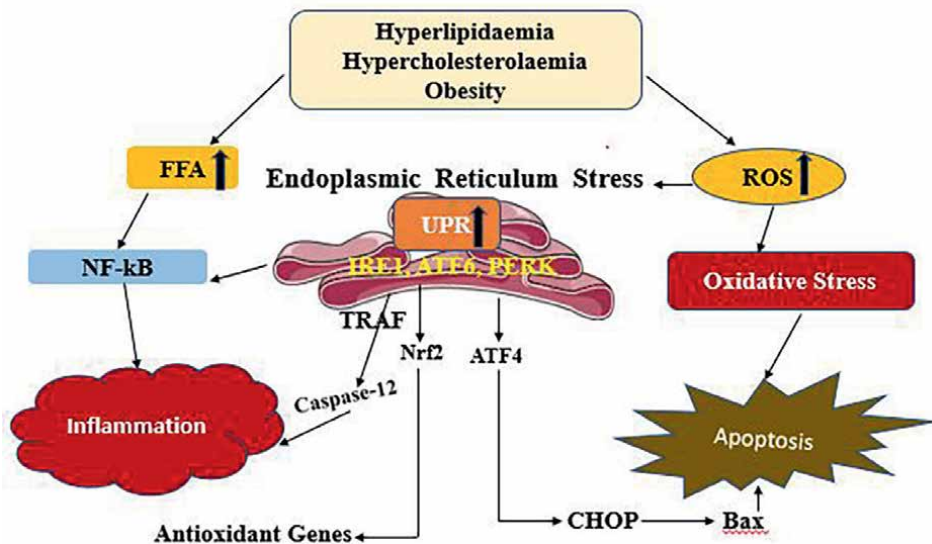 Hyperlipidaemia
Hypercholesterolaemia
Obesity
FFA
Endoplasmic Reticulum Stress
ROS
UPR
NF-kB
IRE1, ATF6, PERK
Oxidative Stress
TRAF
Nrf2
ATF4
Caspase-12
Inflammation
Apoptosis
Antioxidant Genes
CHOP
Bax